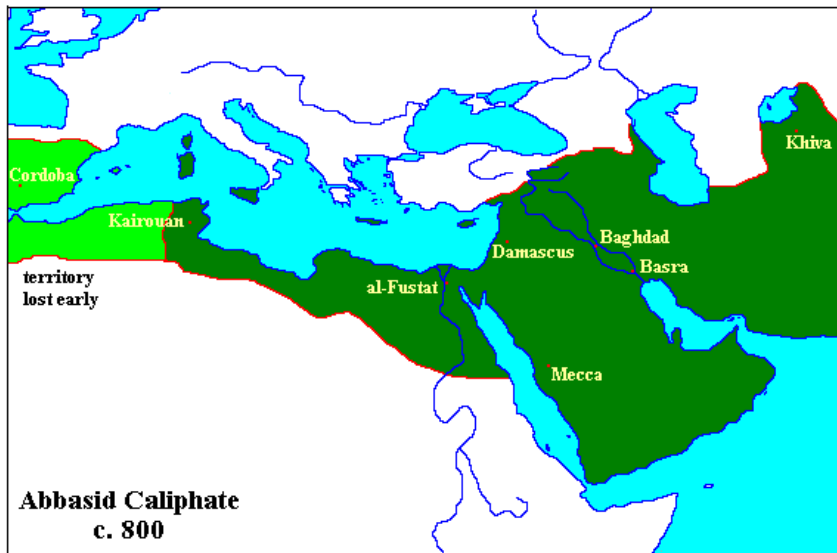 Khiva
Cordoba
Kairouan
Baghdad
Damascus
Basra
territory
lost early
al-Fustat
Mecca
Abbasid Caliphate
c. 800